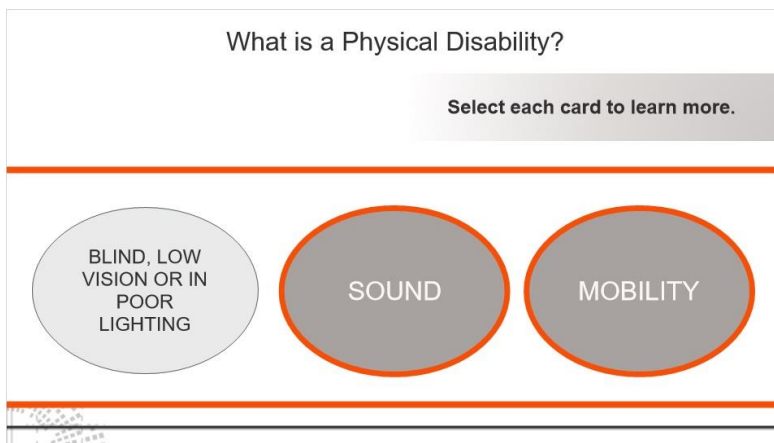 What is a Physical Disability?
Select each card to learn more.
BLIND, LOW
VISION OR IN
POOR
LIGHTING
SOUND
MOBILITY